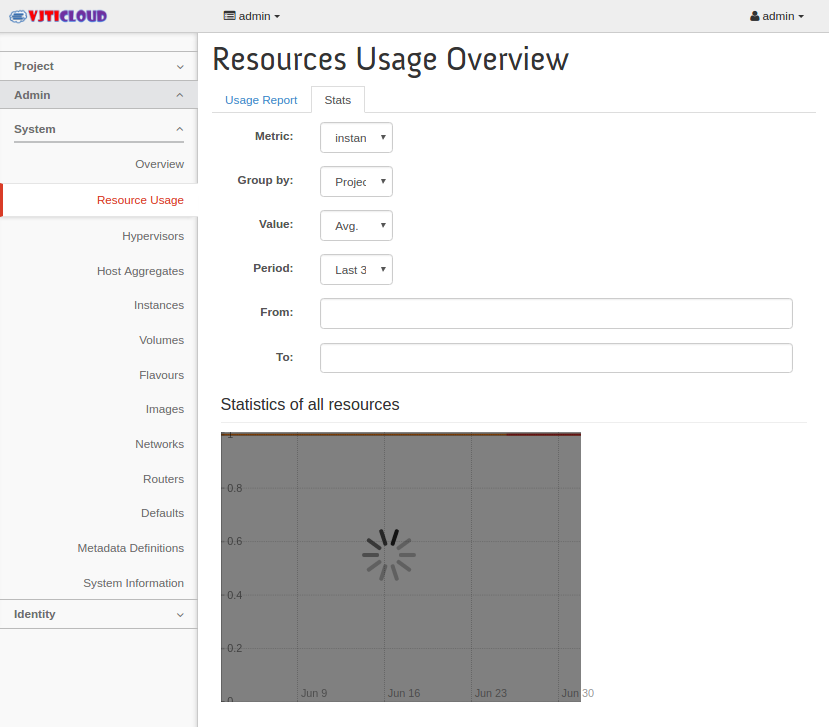 VJTICLOUD
admin
admin
Project
Admin
System
Overview
Resource Usage
Hypervisors
Host Aggregates
Instances
Volumes
Flavours
Images
Networks
Routers
Defaults
Metadata Definitions
System Information
Identity
Resources Usage Overview
Usage Report
Stats
Metric:
instan
Group by:
Projec
Value:
Avg.
Period:
Last 3
From:
To:
Statistics of all resources
1
0.8
0.6
0.4
0.2
0
Jun 9
Jun 16
Jun 23
Jun 30